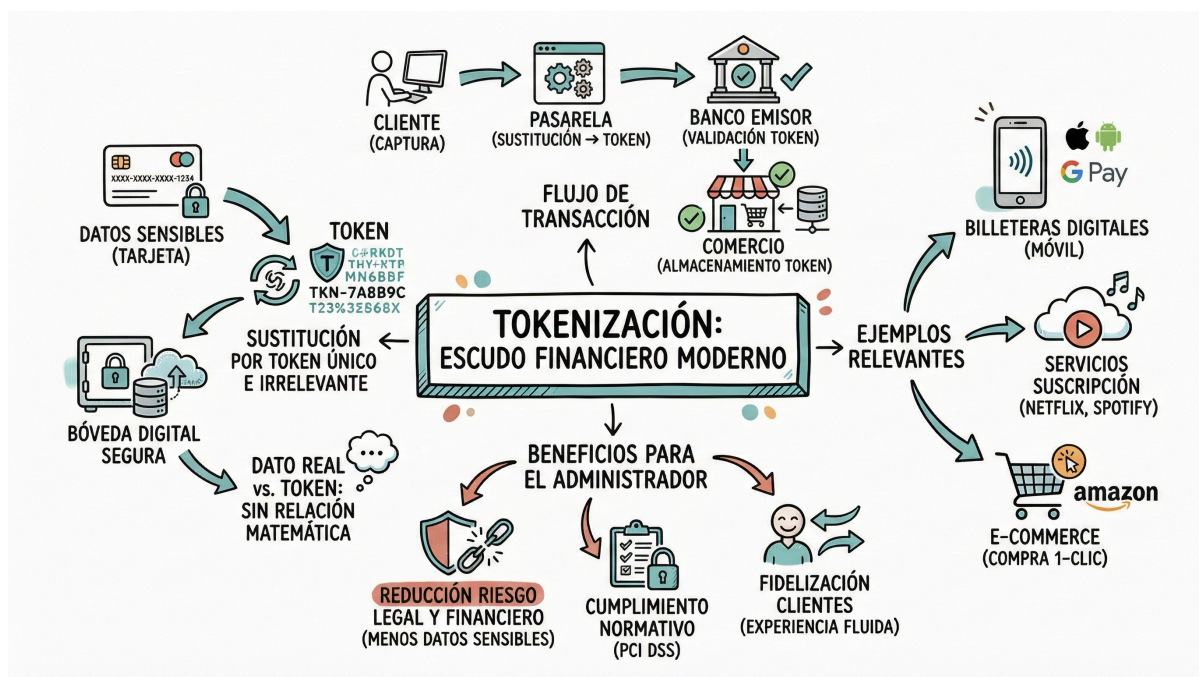 CLIENTE
(CAPTURA)
PASARELA
(SUSTITUCIÓN → TOKEN)
BANCO EMISOR
(VALIDACIÓN TOKEN)
COMERCIO
(ALMACENAMIENTO TOKEN)
FLUJO DE
TRANSACCIÓN
XXXX-XXXX-XXXX-1234
DATOS SENSIBLES
(TARJETA)
TOKEN
T
MN6BBF
TKN-7A8B9C
SUSTITUCIÓN
POR TOKEN ÚNICO
E IRRELEVANTE
BÓVEDA DIGITAL
SEGURA
DATO REAL
vs. TOKEN:
SIN RELACIÓN
MATEMÁTICA
TOKENIZACIÓN:
ESCUDO FINANCIERO MODERNO
EJEMPLOS
RELEVANTES
G Pay
BILLETERAS DIGITALES
(MÓVIL)
SERVICIOS
SUSCRIPCIÓN
(NETFLIX, SPOTIFY)
amazon
E-COMMERCE
(COMPRA 1-CLIC)
BENEFICIOS PARA
EL ADMINISTRADOR
REDUCCIÓN RIESGO
LEGAL Y FINANCIERO
(MENOS DATOS SENSIBLES)
CUMPLIMIENTO
NORMATIVO
(PCI DSS)
FIDELIZACIÓN
CLIENTES
(EXPERIENCIA FLUIDA)